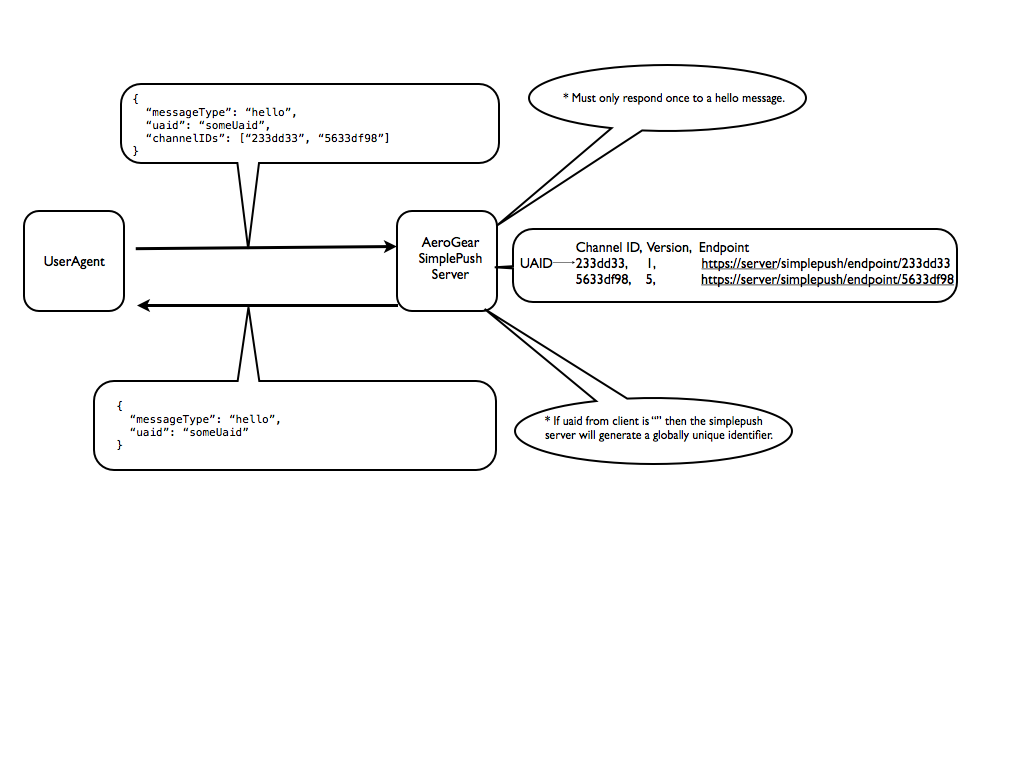 {
“messageType”: “hello”,
“uaid”: “someUaid”,
“channelIDs”: [“233dd33”, “5633df98”]
}
* Must only respond once to a hello message.
UserAgent
AeroGear
SimplePush
Server
Channel ID, Version, Endpoint
UAID 233dd33, 1, https://server/simplepush/endpoint/233dd33
5633df98, 5, https://server/simplepush/endpoint/5633df98
{
“messageType”: “hello”,
“uaid”: “someUaid”
}
* If uaid from client is “” then the simplepush
server will generate a globally unique identifier.